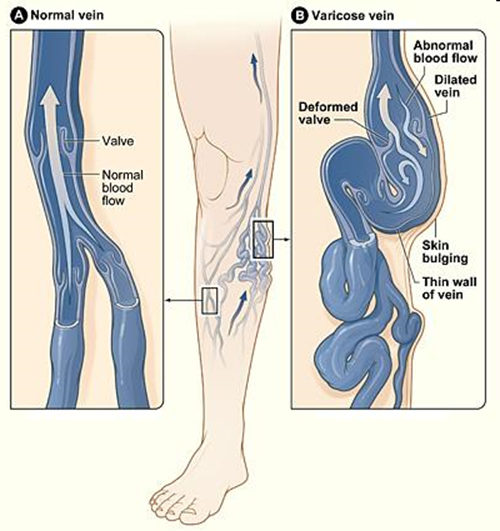 A Normal vein
Valve
Normal
blood
flow
B Varicose vein
Abnormal
blood flow
Dilated
vein
Deformed
valve
Skin
bulging
Thin wall
of vein